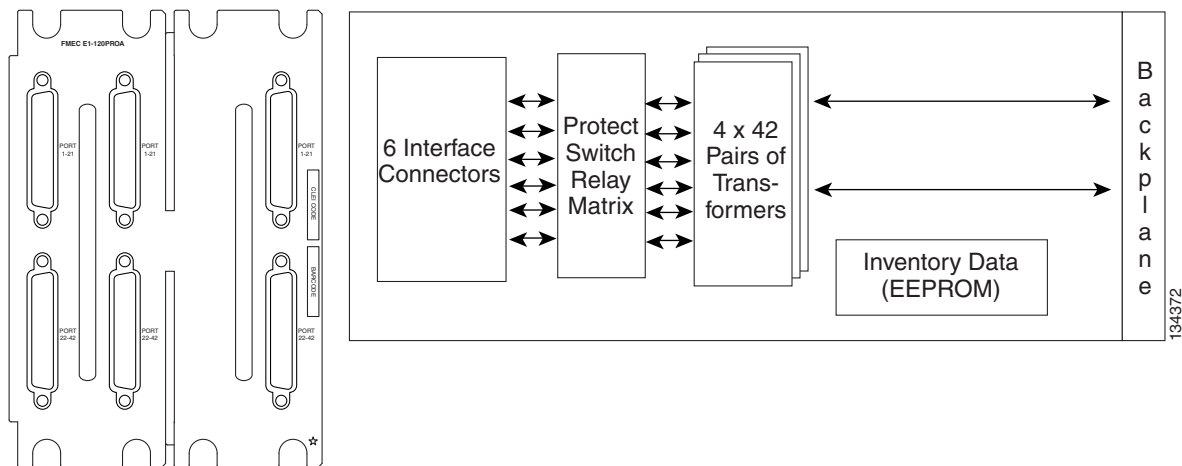 FMEC E1-120PROA
PORT
1-21
PORT
1-21
PORT
1-21
CLEI CODE
BARCODE
PORT
22-42
PORT
22-42
PORT
22-42
6 Interface
Connectors
Protect
Switch
Relay
Matrix
4 x 42
Pairs of
Trans-
formers
Inventory Data
(EEPROM)
Backplane
134372